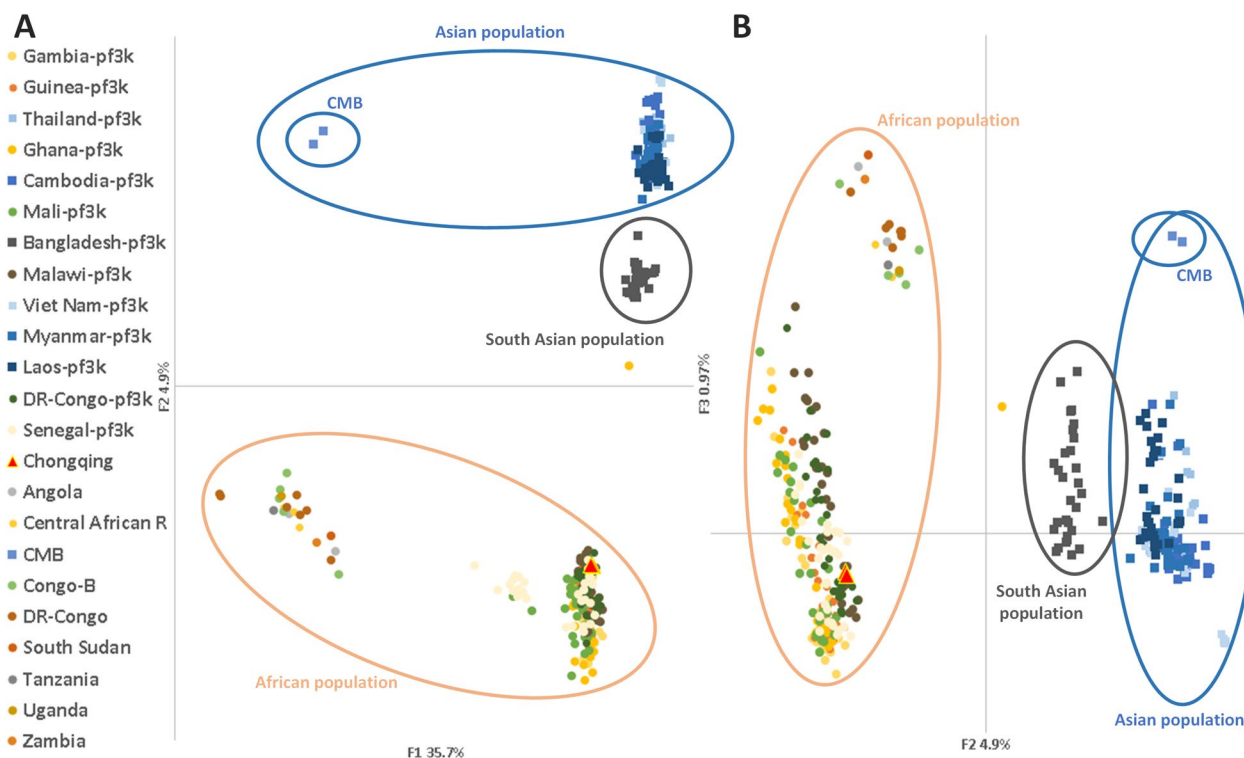 A
Gambia-pf3k
Guinea-pf3k
Thailand-pf3k
Ghana-pf3k
Cambodia-pf3k
Mali-pf3k
Bangladesh-pf3k
Malawi-pf3k
Viet Nam-pf3k
Myanmar-pf3k
Laos-pf3k
DR-Congo-pf3k
Senegal-pf3k
Chongqing
Angola
Central African R
CMB
Congo-B
DR-Congo
South Sudan
Tanzania
Uganda
Zambia
Asian population
CMB
South Asian population
F2 4.9%
African population
F1 35.7%
B
African population
CMB
F3 0.97%
South Asian
population
Asian population
F2 4.9%